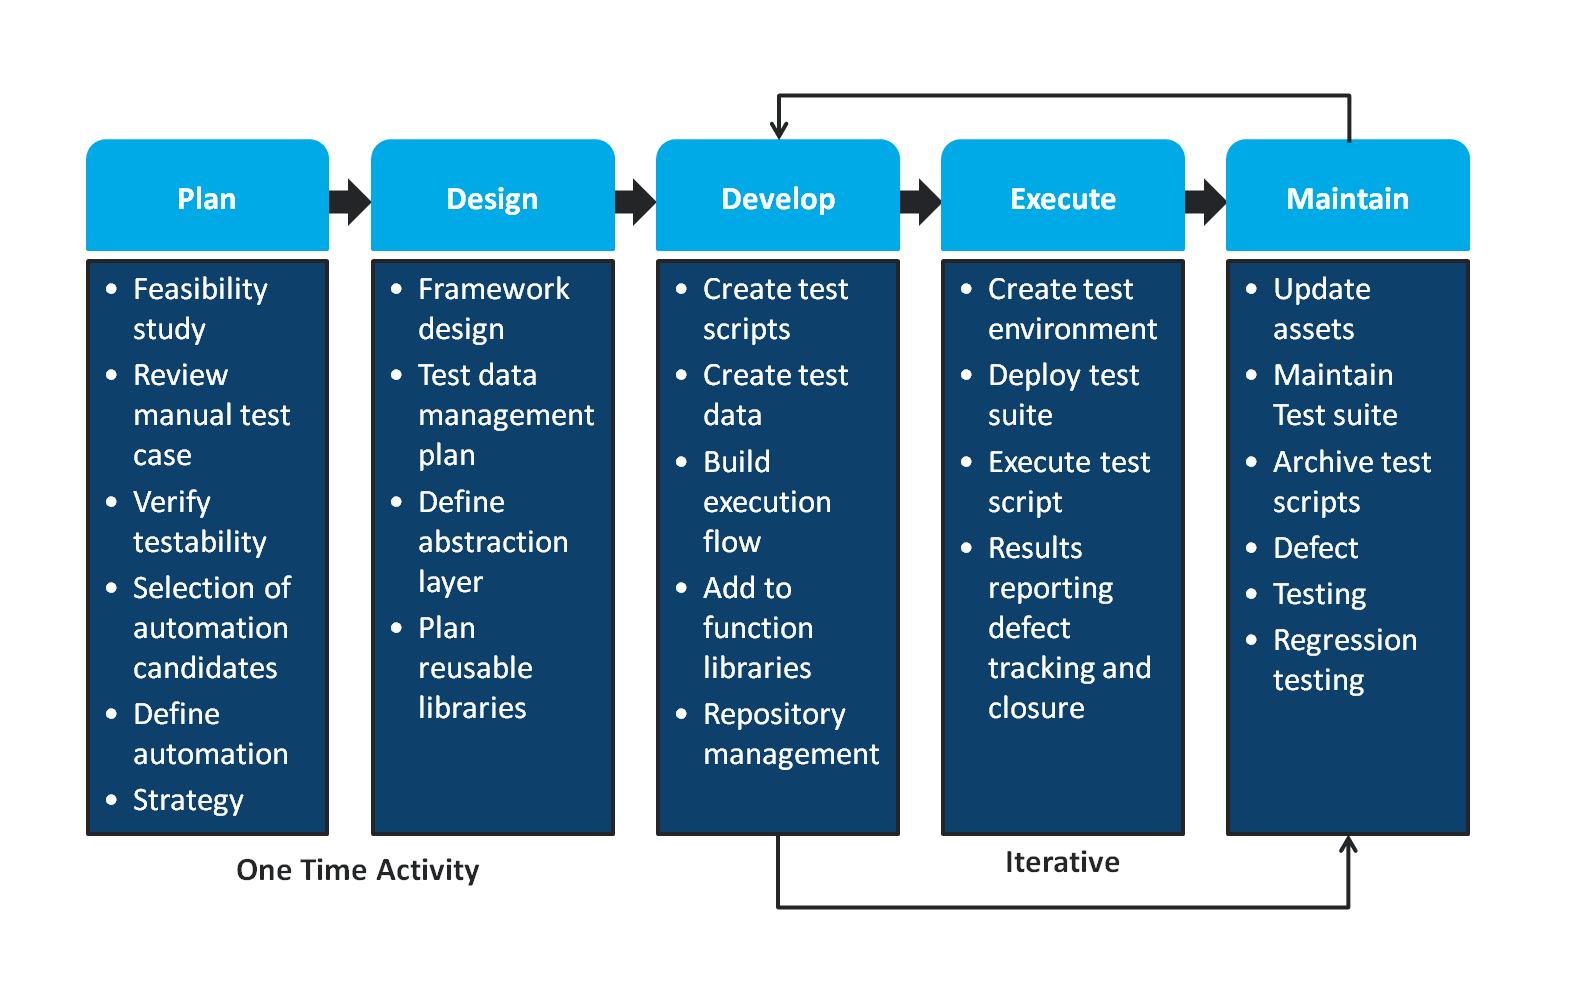 Plan
Design
Develop
Execute
Maintain
• Feasibility
study
• Review
manual test
case
• Verify
testability
• Selection of
automation
candidates
• Define
automation
• Strategy
• Framework
design
• Test data
management
plan
• Define
abstraction
layer
• Plan
reusable
libraries
• Create test
scripts
• Create test
data
• Build
execution
flow
• Add to
function
libraries
• Repository
management
• Create test
environment
• Deploy test
suite
• Execute test
script
• Results
reporting
defect
tracking and
closure
• Update
assets
• Maintain
Test suite
• Archive test
scripts
• Defect
• Testing
• Regression
testing
One Time Activity
Iterative